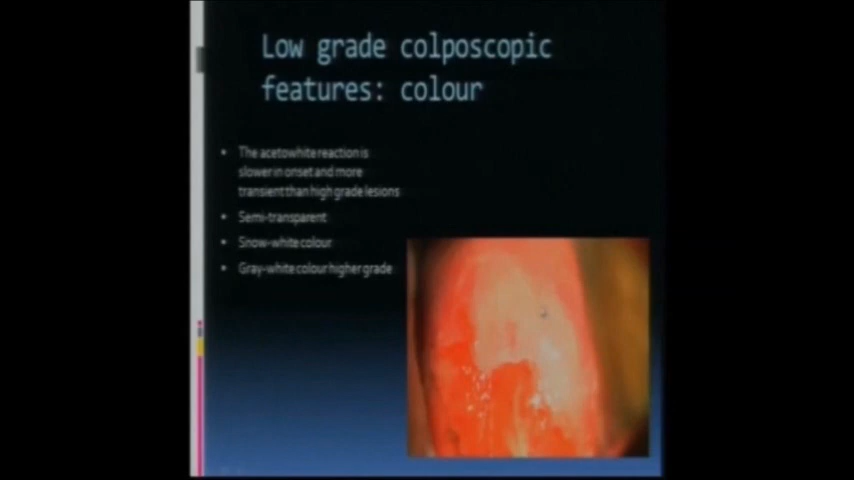 Low grade colposcopic
features: colour
• The acetowhite reaction is
slower in onset and more
transient than high grade lesions
• Semi-transparent
• Snow-white colour
• Gray-white colour higher grade